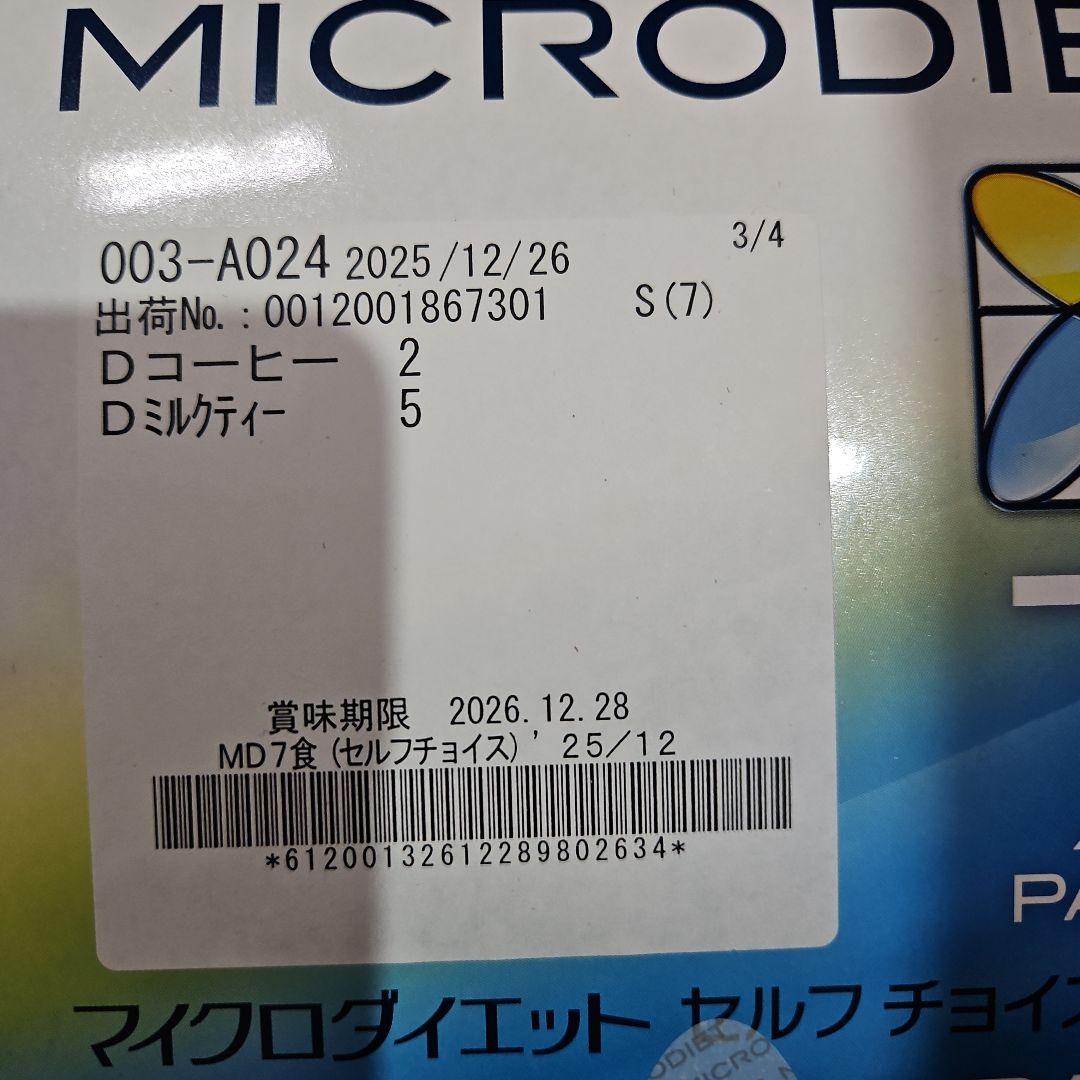 MICRODIE
003-A024 2025/12/26 3/4
出荷No.:0012001867301 S(7)
Dコーヒー 2
Dミルクティー 5
賞味期限 2026.12.28
MD7食(セルフチョイス)'25/12
*61200132612289802634*
PA
マイクロダイエット セルフチョイス
MICRO